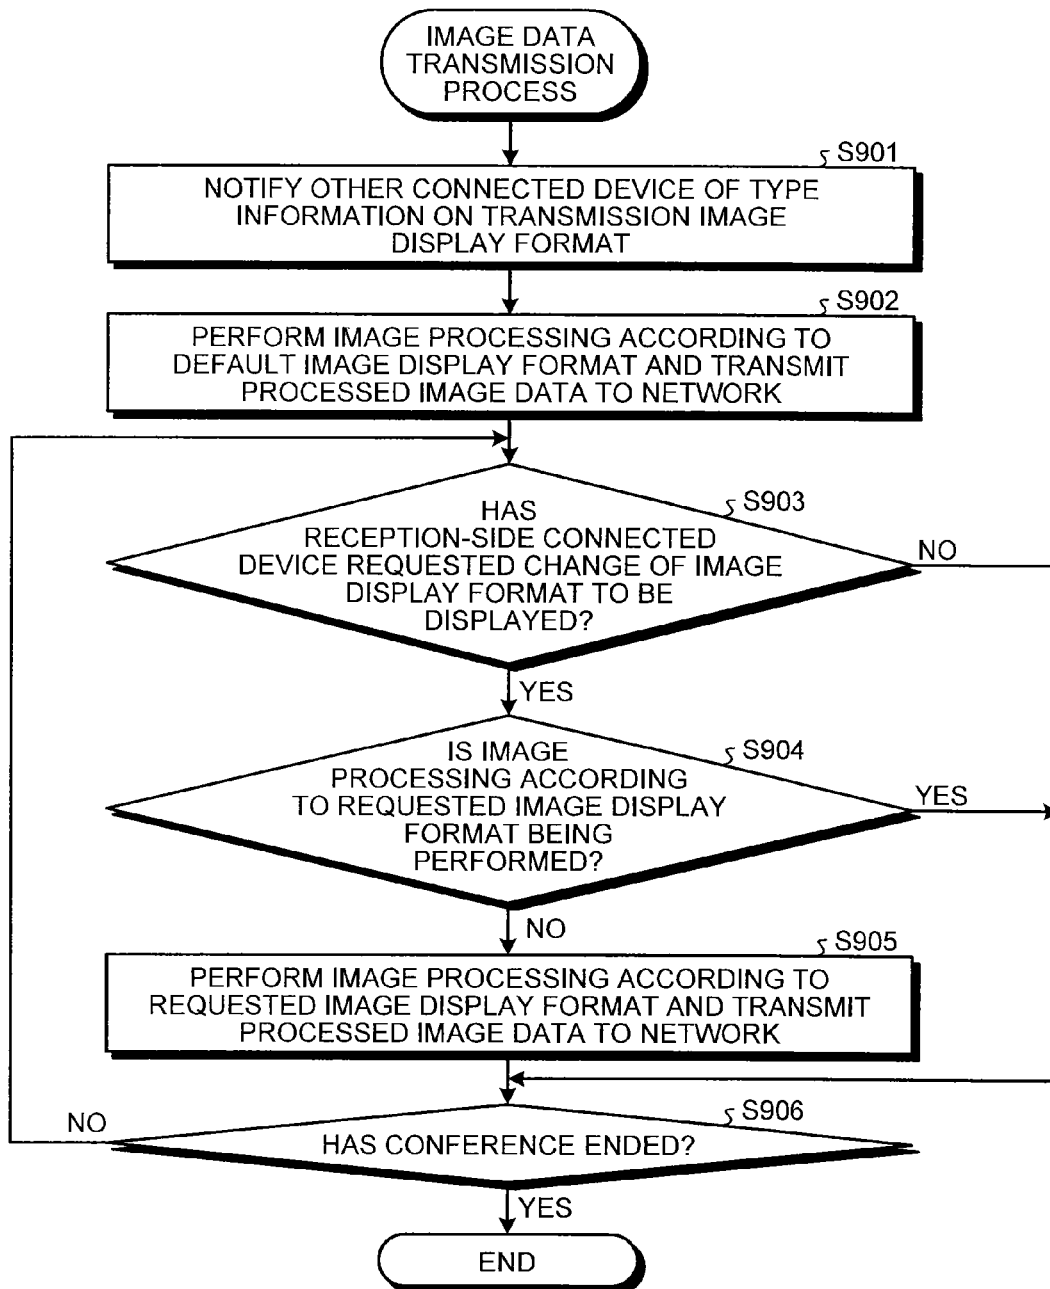 IMAGE DATA
TRANSMISSION
PROCESS
S901
NOTIFY OTHER CONNECTED DEVICE OF TYPE
INFORMATION ON TRANSMISSION IMAGE
DISPLAY FORMAT
S902
PERFORM IMAGE PROCESSING ACCORDING TO
DEFAULT IMAGE DISPLAY FORMAT AND TRANSMIT
PROCESSED IMAGE DATA TO NETWORK
S903
HAS
RECEPTION-SIDE CONNECTED
DEVICE REQUESTED CHANGE OF IMAGE
DISPLAY FORMAT TO BE
DISPLAYED?
NO
YES
S904
IS IMAGE
PROCESSING ACCORDING
TO REQUESTED IMAGE DISPLAY
FORMAT BEING
PERFORMED?
YES
NO
S905
PERFORM IMAGE PROCESSING ACCORDING TO
REQUESTED IMAGE DISPLAY FORMAT AND TRANSMIT
PROCESSED IMAGE DATA TO NETWORK
S906
NO
HAS CONFERENCE ENDED?
YES
END